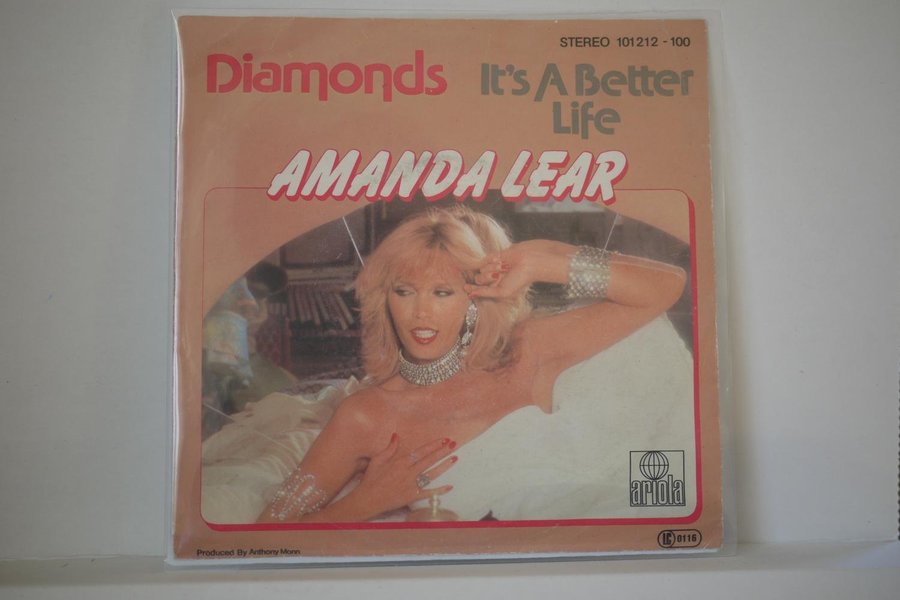 STEREO 101212 - 100
Diamonds
It's A Better
Life
AMANDA LEAR
ariola
LC 0116
Produced By Anthony Monn